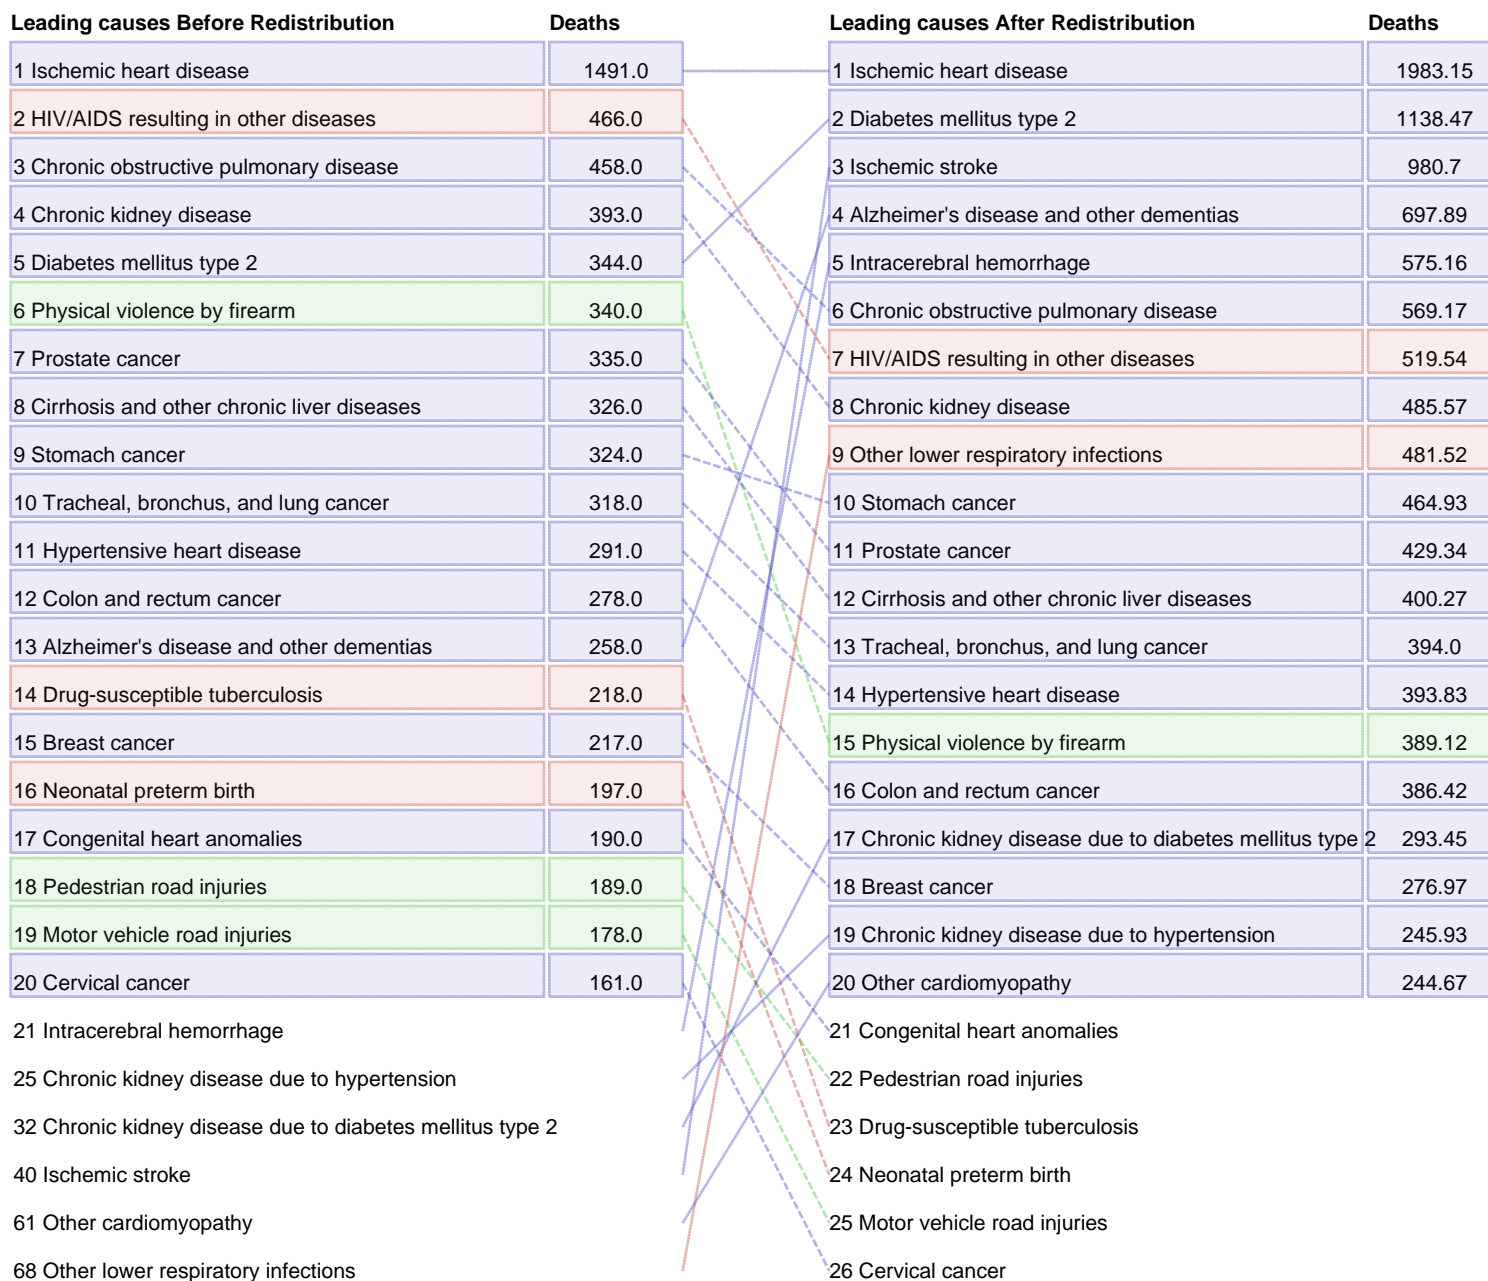 Leading causes Before Redistribution Deaths Leading causes After Redistribution Deaths
1 Ischemic heart disease 1491.0 1 Ischemic heart disease 1983.15
2 HIV/AIDS resulting in other diseases 466.0 2 Diabetes mellitus type 2 1138.47
3 Chronic obstructive pulmonary disease 458.0 3 Ischemic stroke 980.7
4 Chronic kidney disease 393.0 4 Alzheimer's disease and other dementias 697.89
5 Diabetes mellitus type 2 344.0 5 Intracerebral hemorrhage 575.16
6 Physical violence by firearm 340.0 6 Chronic obstructive pulmonary disease 569.17
7 Prostate cancer 335.0 7 HIV/AIDS resulting in other diseases 519.54
8 Cirrhosis and other chronic liver diseases 326.0 8 Chronic kidney disease 485.57
9 Stomach cancer 324.0 9 Other lower respiratory infections 481.52
10 Tracheal, bronchus, and lung cancer 318.0 10 Stomach cancer 464.93
11 Hypertensive heart disease 291.0 11 Prostate cancer 429.34
12 Colon and rectum cancer 278.0 12 Cirrhosis and other chronic liver diseases 400.27
13 Alzheimer's disease and other dementias 258.0 13 Tracheal, bronchus, and lung cancer 394.0
14 Drug-susceptible tuberculosis 218.0 14 Hypertensive heart disease 393.83
15 Breast cancer 217.0 15 Physical violence by firearm 389.12
16 Neonatal preterm birth 197.0 16 Colon and rectum cancer 386.42
17 Congenital heart anomalies 190.0 17 Chronic kidney disease due to diabetes mellitus type 2 293.45
18 Pedestrian road injuries 189.0 18 Breast cancer 276.97
19 Motor vehicle road injuries 178.0 19 Chronic kidney disease due to hypertension 245.93
20 Cervical cancer 161.0 20 Other cardiomyopathy 244.67
21 Intracerebral hemorrhage 21 Congenital heart anomalies
25 Chronic kidney disease due to hypertension 22 Pedestrian road injuries
32 Chronic kidney disease due to diabetes mellitus type 2 23 Drug-susceptible tuberculosis
40 Ischemic stroke 24 Neonatal preterm birth
61 Other cardiomyopathy 25 Motor vehicle road injuries
68 Other lower respiratory infections 26 Cervical cancer